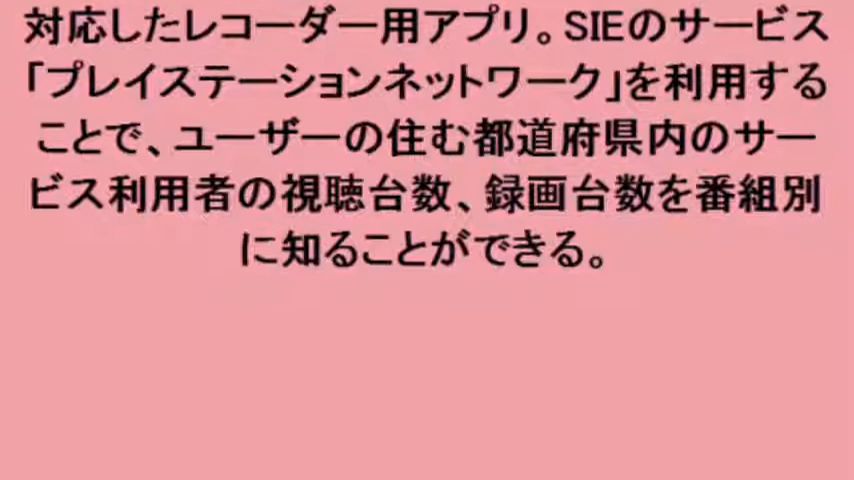 対応したレコーダー用アプリ。SIEのサービス
「プレイステーションネットワーク」を利用する
ことで、ユーザーの住む都道府県内のサー
ビス利用者の視聴台数、録画台数を番組別
に知ることができる。